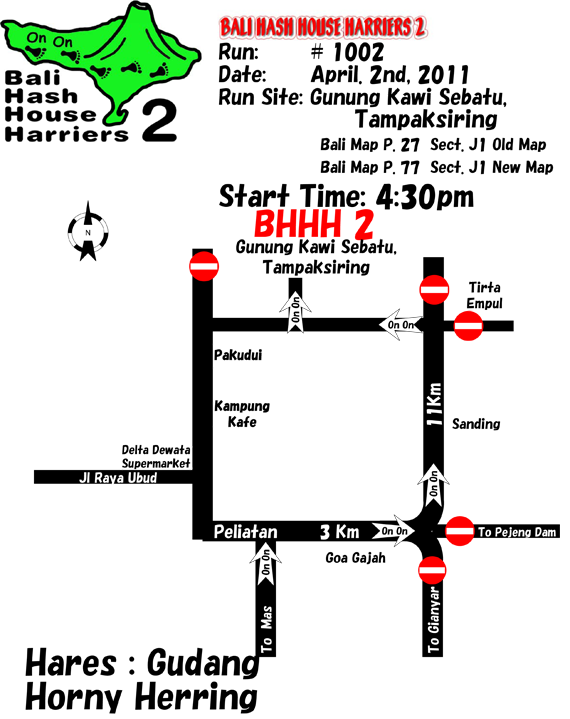 On On
Bali
Hash
House
Harriers 2
BALI HASH HOUSE HARRIERS 2
Run: # 1002
Date: April. 2nd, 2011
Run Site: Gunung Kawi Sebatu,
Tampaksiring
Bali Map P. 27 Sect. J1 Old Map
Bali Map P. 77 Sect. J1 New Map
Start Time: 4:30pm
BHHH 2
Gunung Kawi Sebatu,
Tampaksiring
N
Tirta
Empul
On On
On On
Pakudui
11Km
Kampung
Kafe
Sanding
Delta Dewata
Supermarket
Jl Raya Ubud
On On
Peliatan
3 Km
On On
To Pejeng Dam
Goa Gajah
On On
To Mas
To Gianyar
Hares : Gudang
Horny Herring